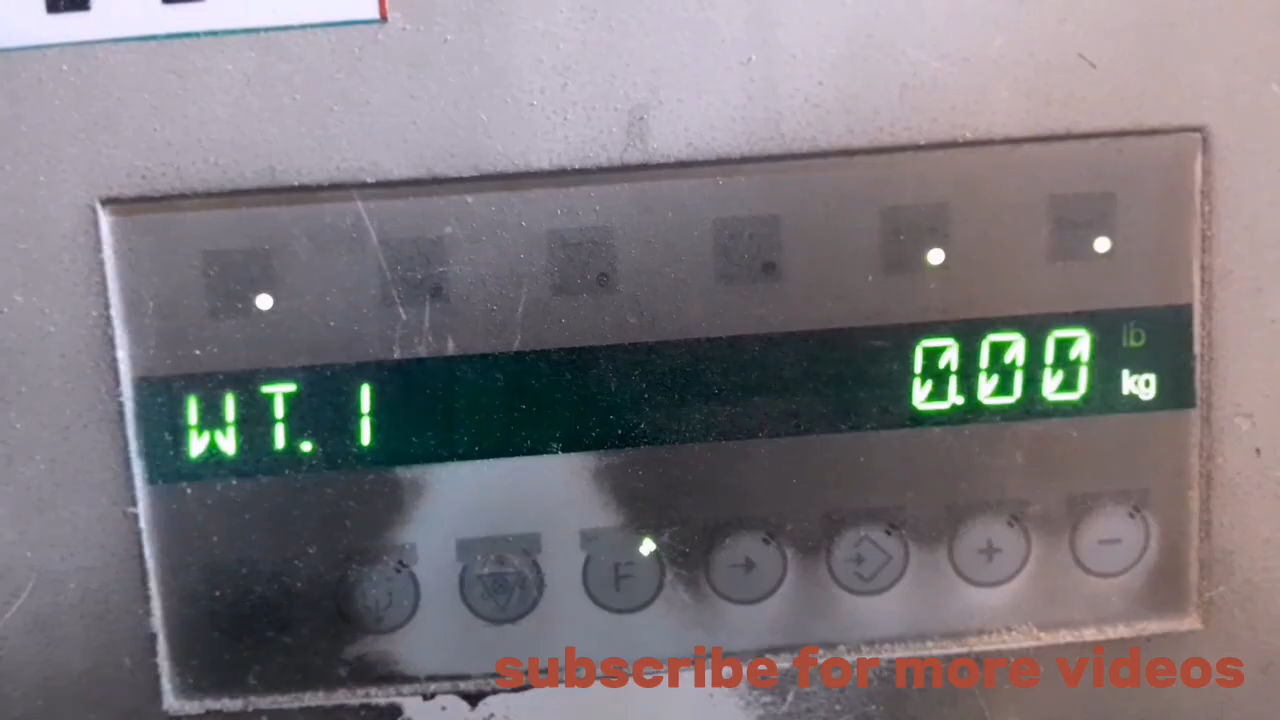 lb
WT. 1 0.00 kg
F → + -
subscribe for more videos